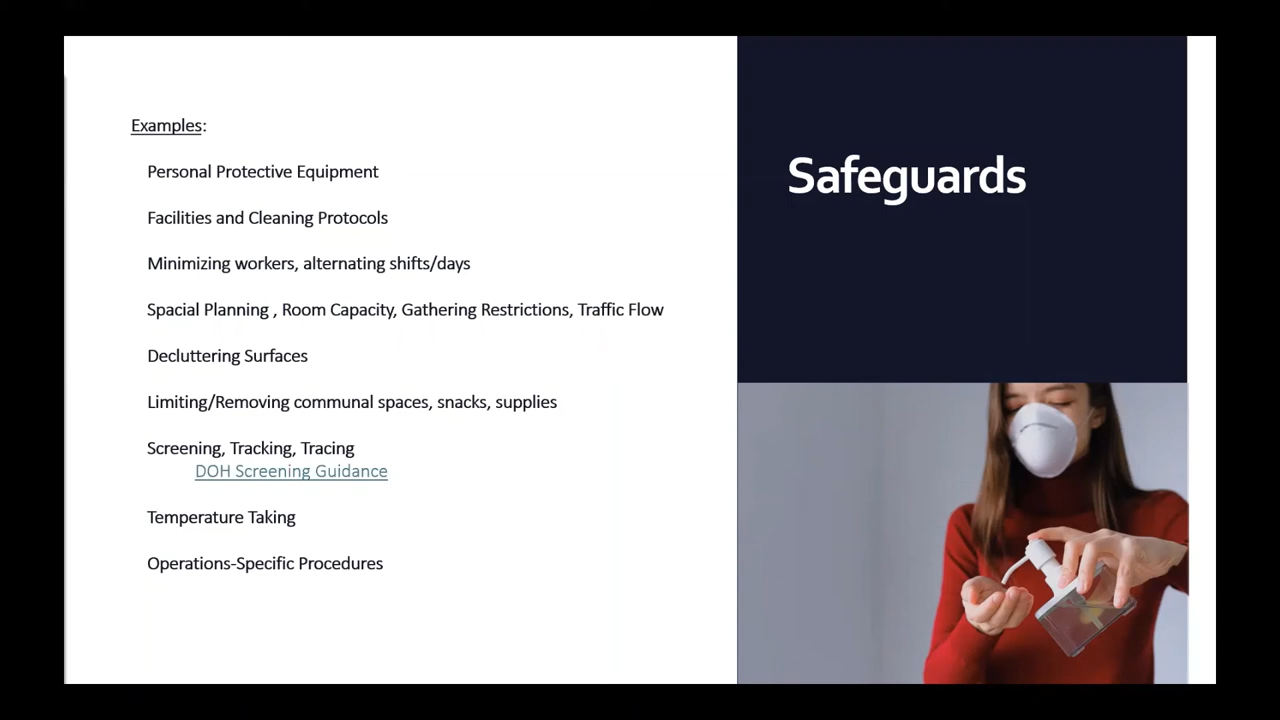 Examples:
Personal Protective Equipment
Facilities and Cleaning Protocols
Minimizing workers, alternating shifts/days
Spacial Planning , Room Capacity, Gathering Restrictions, Traffic Flow
Decluttering Surfaces
Limiting/Removing communal spaces, snacks, supplies
Screening, Tracking, Tracing
DOH Screening Guidance
Temperature Taking
Operations-Specific Procedures
Safeguards